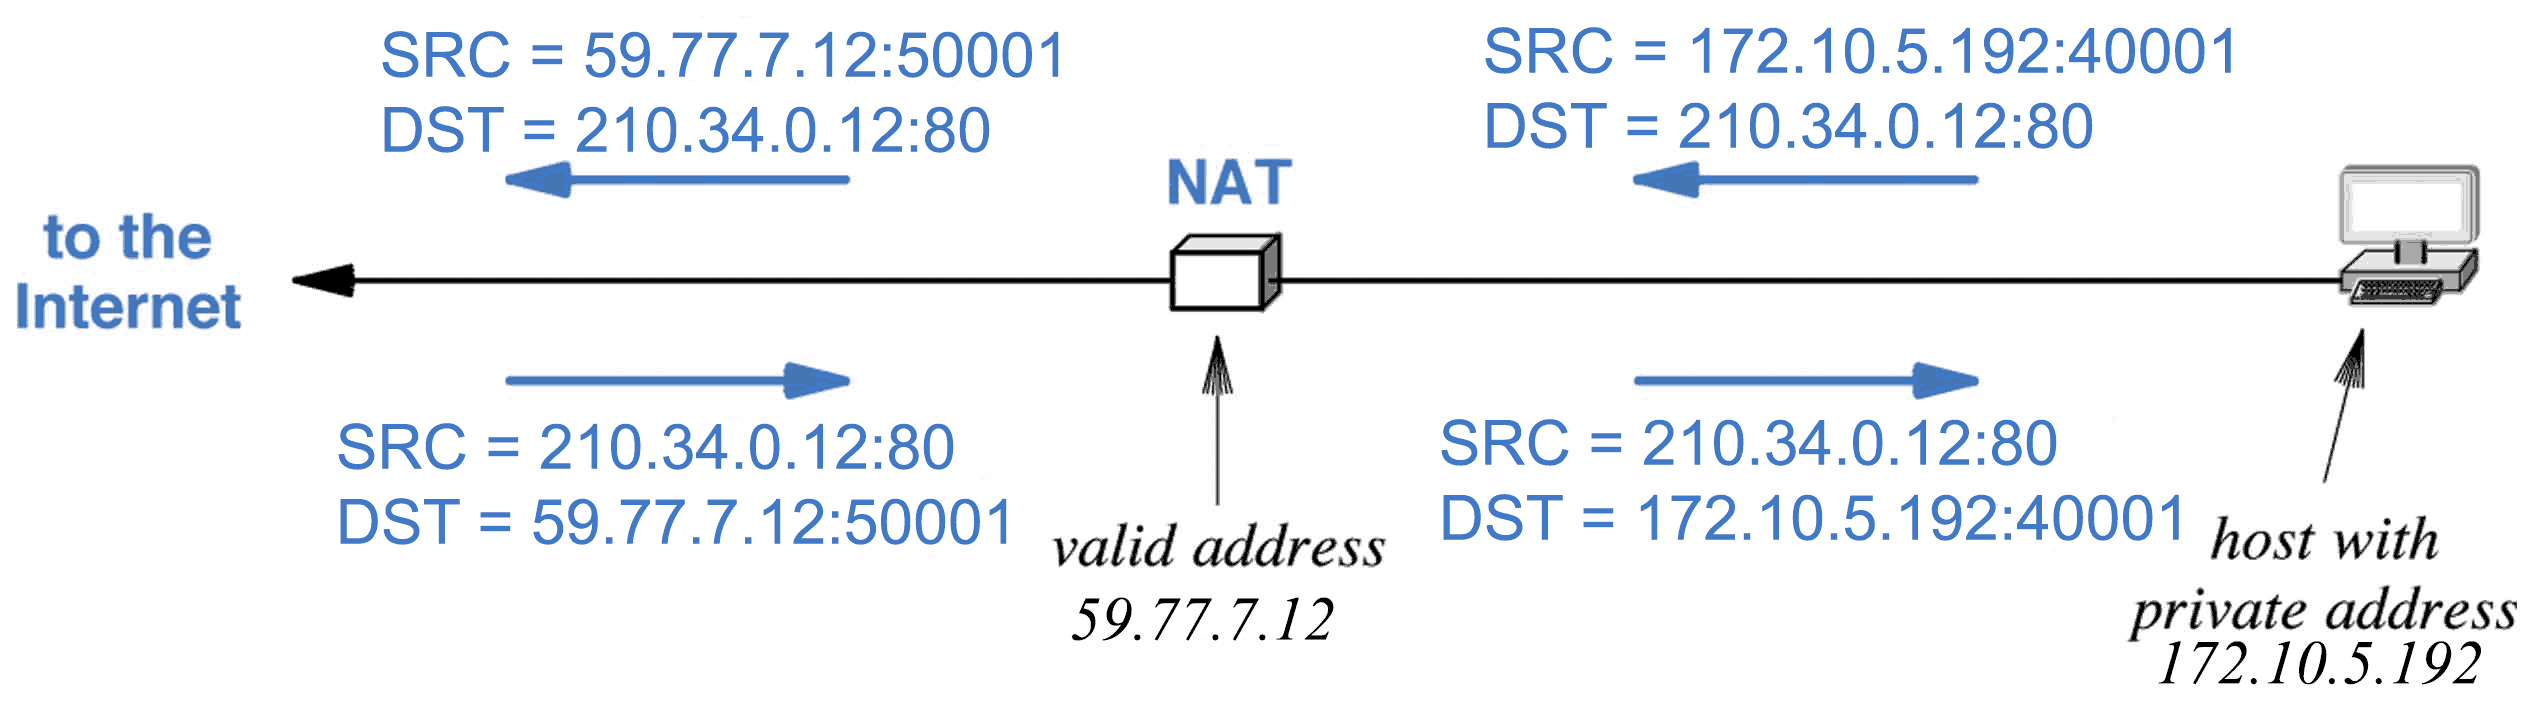 SRC = 59.77.7.12:50001
DST = 210.34.0.12:80
SRC = 172.10.5.192:40001
DST = 210.34.0.12:80
NAT
to the
Internet
SRC = 210.34.0.12:80
DST = 59.77.7.12:50001
SRC = 210.34.0.12:80
DST = 172.10.5.192:40001
valid address
59.77.7.12
host with
private address
172.10.5.192